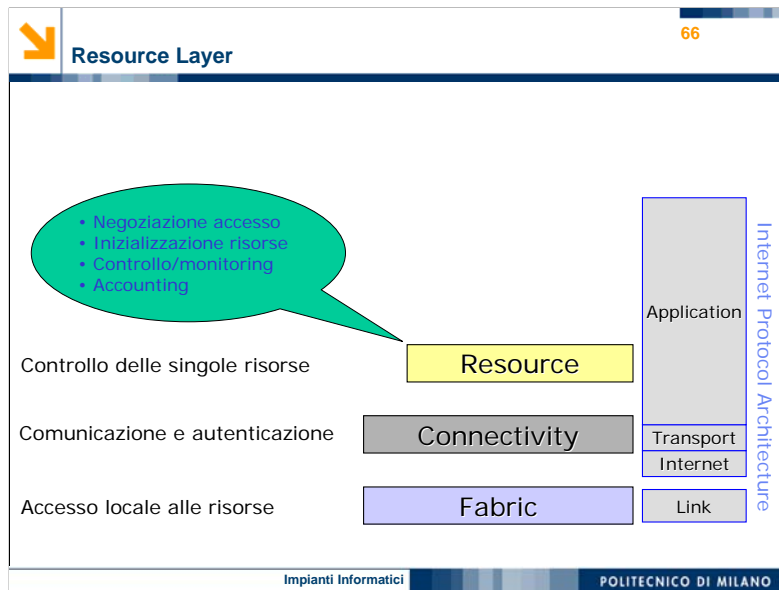 66
Resource Layer
• Negoziazione accesso
• Inizializzazione risorse
• Controllo/monitoring
• Accounting
Application
Internet Protocol Architecture
Controllo delle singole risorse
Resource
Comunicazione e autenticazione
Connectivity
Transport
Internet
Accesso locale alle risorse
Fabric
Link
Impianti Informatici
POLITECNICO DI MILANO